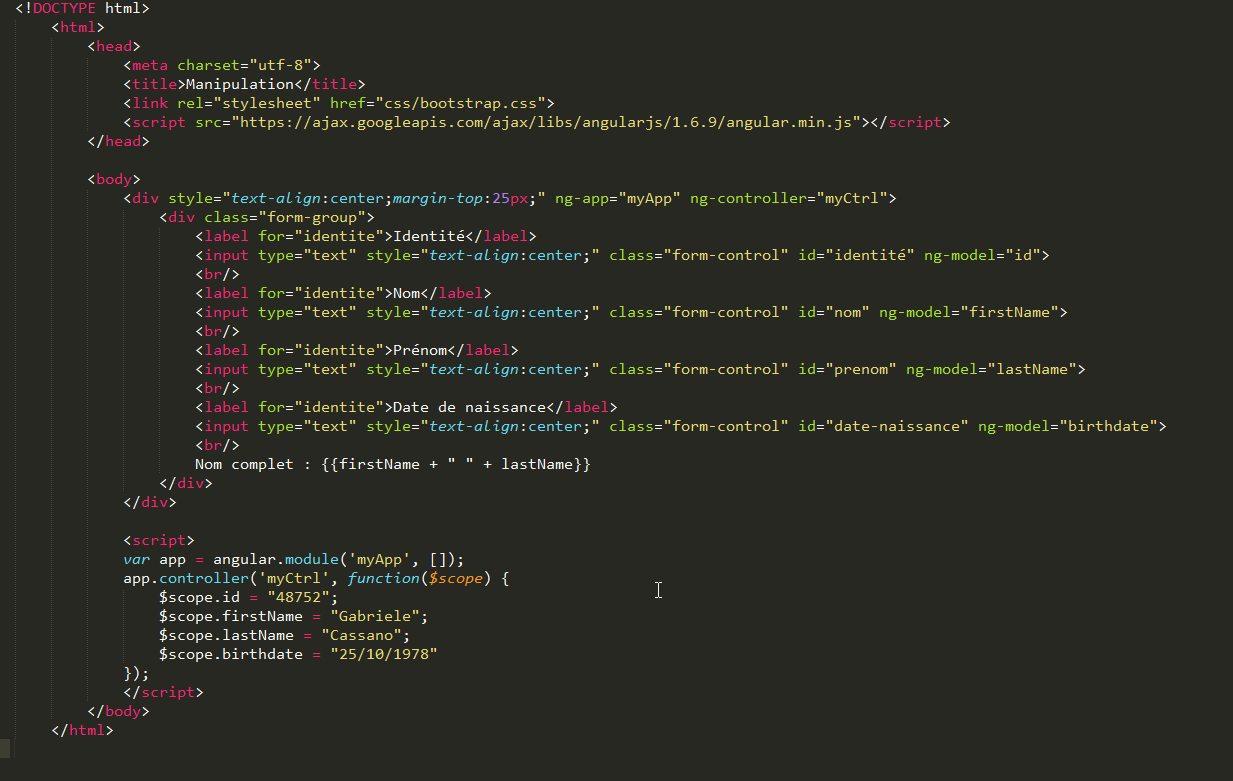 <!DOCTYPE html>
<html>
<head>
<meta charset="utf-8">
<title>Manipulation</title>
<link rel="stylesheet" href="css/bootstrap.css">
<script src="https://ajax.googleapis.com/ajax/libs/angularjs/1.6.9/angular.min.js"></script>
</head>
<body>
<div style="text-align:center;margin-top:25px;" ng-app="myApp" ng-controller="myCtrl">
<div class="form-group">
<label for="identite">Identité</label>
<input type="text" style="text-align:center;" class="form-control" id="identité" ng-model="id">
<br/>
<label for="identite">Nom</label>
<input type="text" style="text-align:center;" class="form-control" id="nom" ng-model="firstName">
<br/>
<label for="identite">Prénom</label>
<input type="text" style="text-align:center;" class="form-control" id="prenom" ng-model="lastName">
<br/>
<label for="identite">Date de naissance</label>
<input type="text" style="text-align:center;" class="form-control" id="date-naissance" ng-model="birthdate">
<br/>
Nom complet : {{firstName + " " + lastName}}
</div>
</div>
<script>
var app = angular.module('myApp', []);
app.controller('myCtrl', function($scope) {
$scope.id = "48752";
$scope.firstName = "Gabriele";
$scope.lastName = "Cassano";
$scope.birthdate = "25/10/1978"
});
</script>
</body>
</html>